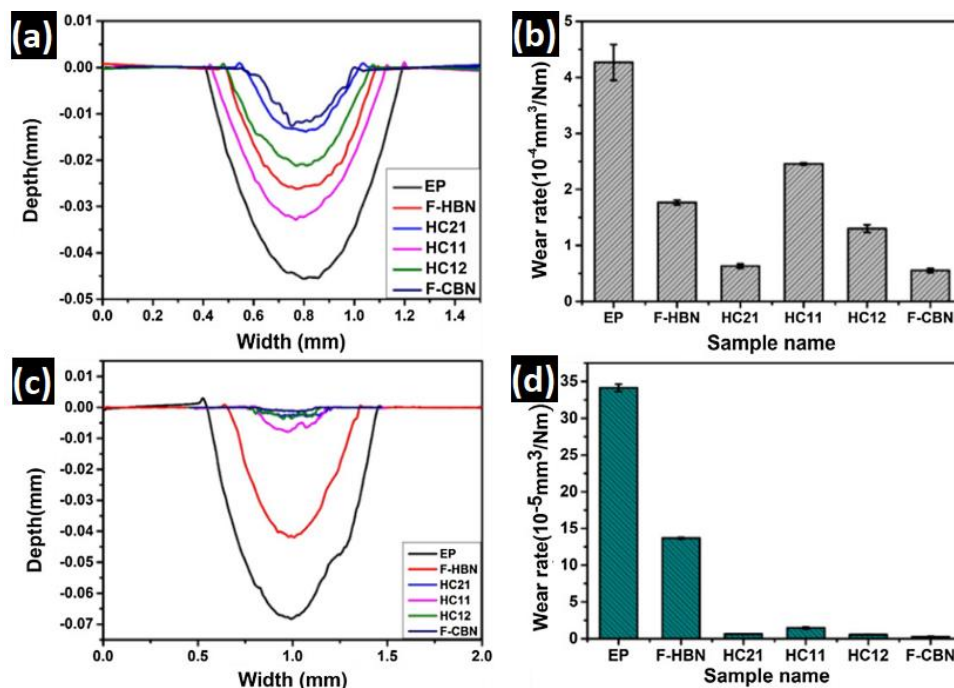 (a)
0.01
0.00
-0.01
-0.02
-0.03
-0.04
-0.05
Depth(mm)
EP
F-HBN
HC21
HC11
HC12
F-CBN
0.0 0.2 0.4 0.6 0.8 1.0 1.2 1.4
Width (mm)
(b)
5
4
3
2
1
0
Wear rate(10⁻⁴mm³/Nm)
EP F-HBN HC21 HC11 HC12 F-CBN
Sample name
(c)
0.01
0.00
-0.01
-0.02
-0.03
-0.04
-0.05
-0.06
-0.07
Depth(mm)
EP
F-HBN
HC21
HC11
HC12
F-CBN
0.0 0.5 1.0 1.5 2.0
Width (mm)
(d)
35
30
25
20
15
10
5
0
Wear rate(10⁻⁵mm³/Nm)
EP F-HBN HC21 HC11 HC12 F-CBN
Sample name